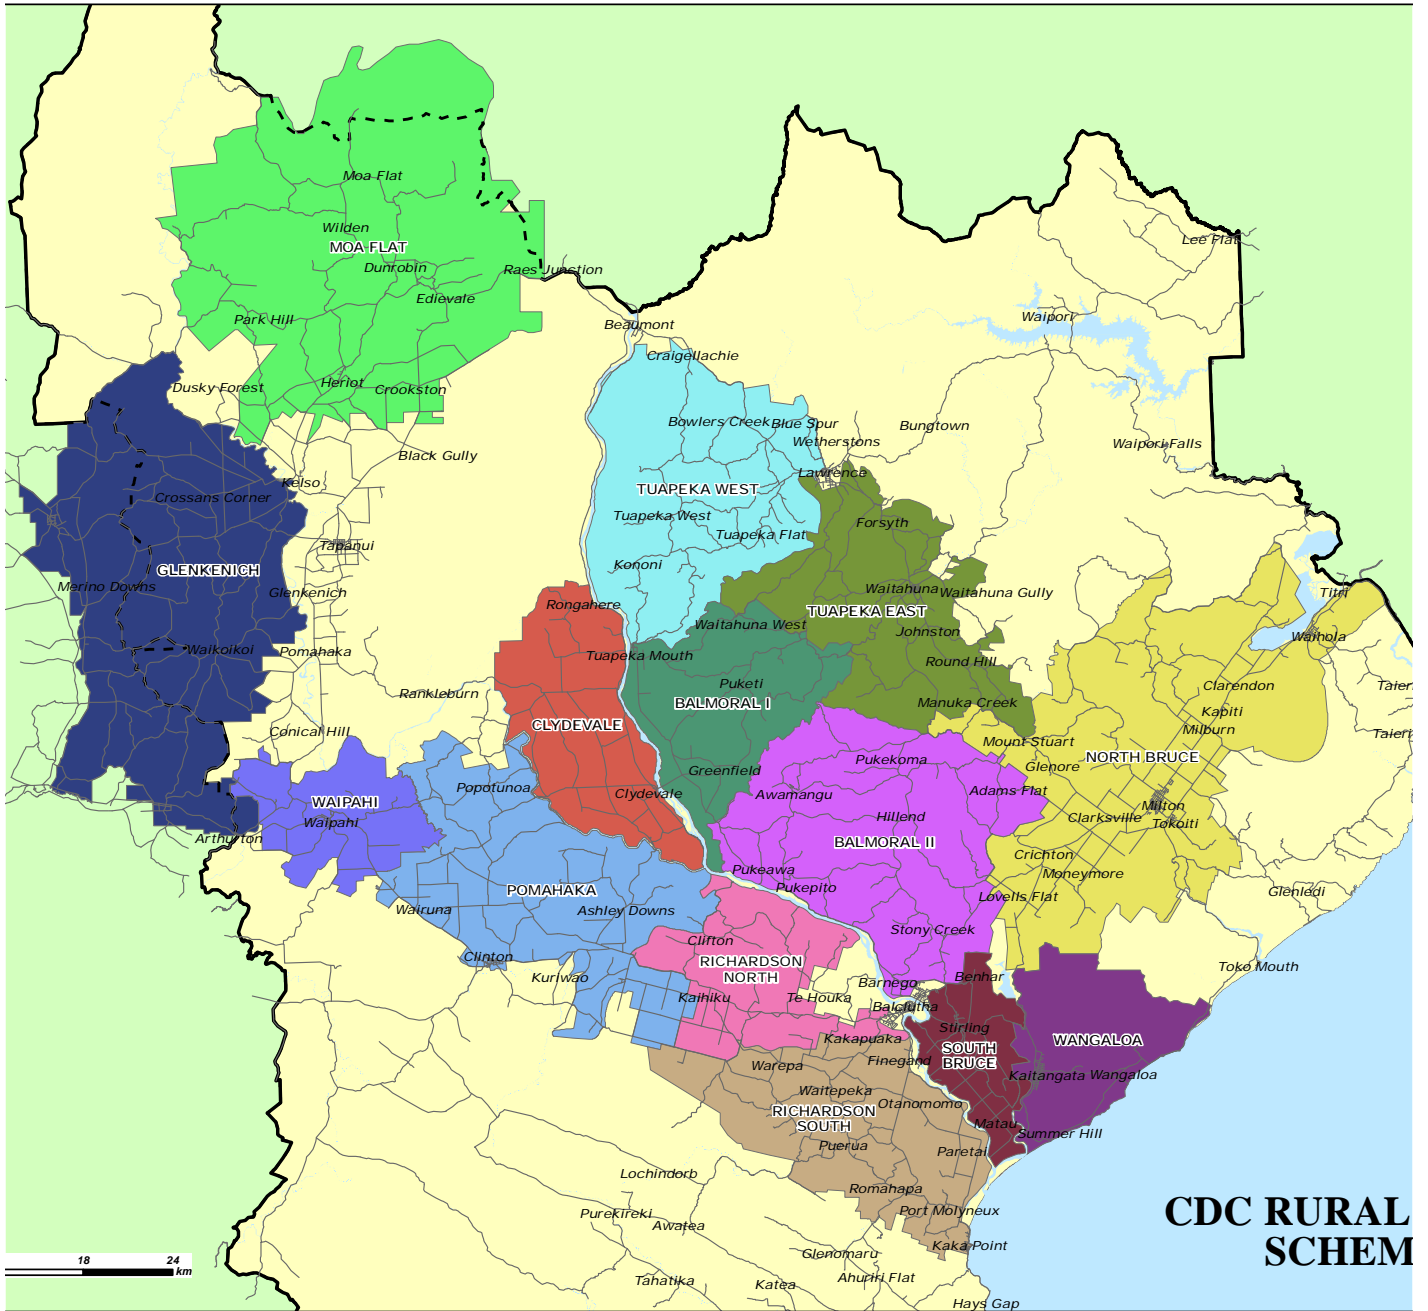 Lee Flat
Moa Flat
Wilden
MOA FLAT
Dunrobin
Raes Junction
Edievale
Park Hill
Waipori
Beaumont
Craigellachie
Dusky Forest
Heriot
Crookston
Bowlers Creek
Blue Spur
Bungtown
Wetherstons
Waipori Falls
Black Gully
Lawrence
Kelso
TUAPEKA WEST
Crossans Corner
Tuapeka West
Forsyth
Tuapeka Flat
Tapanui
Kononi
GLENKENICH
Merino Downs
Glenkenich
Waitahuna
Waitahuna Gully
Titri
Rongahere
TUAPEKA EAST
Waitahuna West
Johnston
Waihola
Waikoikoi
Pomahaka
Tuapeka Mouth
Round Hill
Puketi
Clarendon
Taieri
Rankleburn
BALMORAL I
Manuka Creek
Kapiti
CLYDEVALE
Conical Hill
Milburn
Taieri
Mount Stuart
NORTH BRUCE
Pukekoma
Glenore
Greenfield
Popotunoa
Clydevale
Awamangu
Adams Flat
WAIPAHI
Milton
Waipahi
Hillend
Clarksville
Tokoiti
Arthurton
BALMORAL II
Crichton
Pukeawa
Moneymore
POMAHAKA
Pukepito
Glenledi
Lovells Flat
Wairuna
Ashley Downs
Stony Creek
Clifton
Clinton
RICHARDSON
NORTH
Toko Mouth
Kuriwao
Benhar
Barnego
Kaihiku
Te Houka
Balclutha
Stirling
Kakapuaka
WANGALOA
SOUTH
BRUCE
Finegand
Warepa
Kaitangata
Wangaloa
Waitepeka
Otanomomo
RICHARDSON
SOUTH
Matau
Summer Hill
Puerua
Paretai
Lochindorb
Romahapa
Port Molyneux
Purekireki
Awatea
CDC RURAL
SCHEM
Kaka Point
Glenomaru
18
24
km
Tahatika
Katea
Ahuriri Flat
Hays Gap